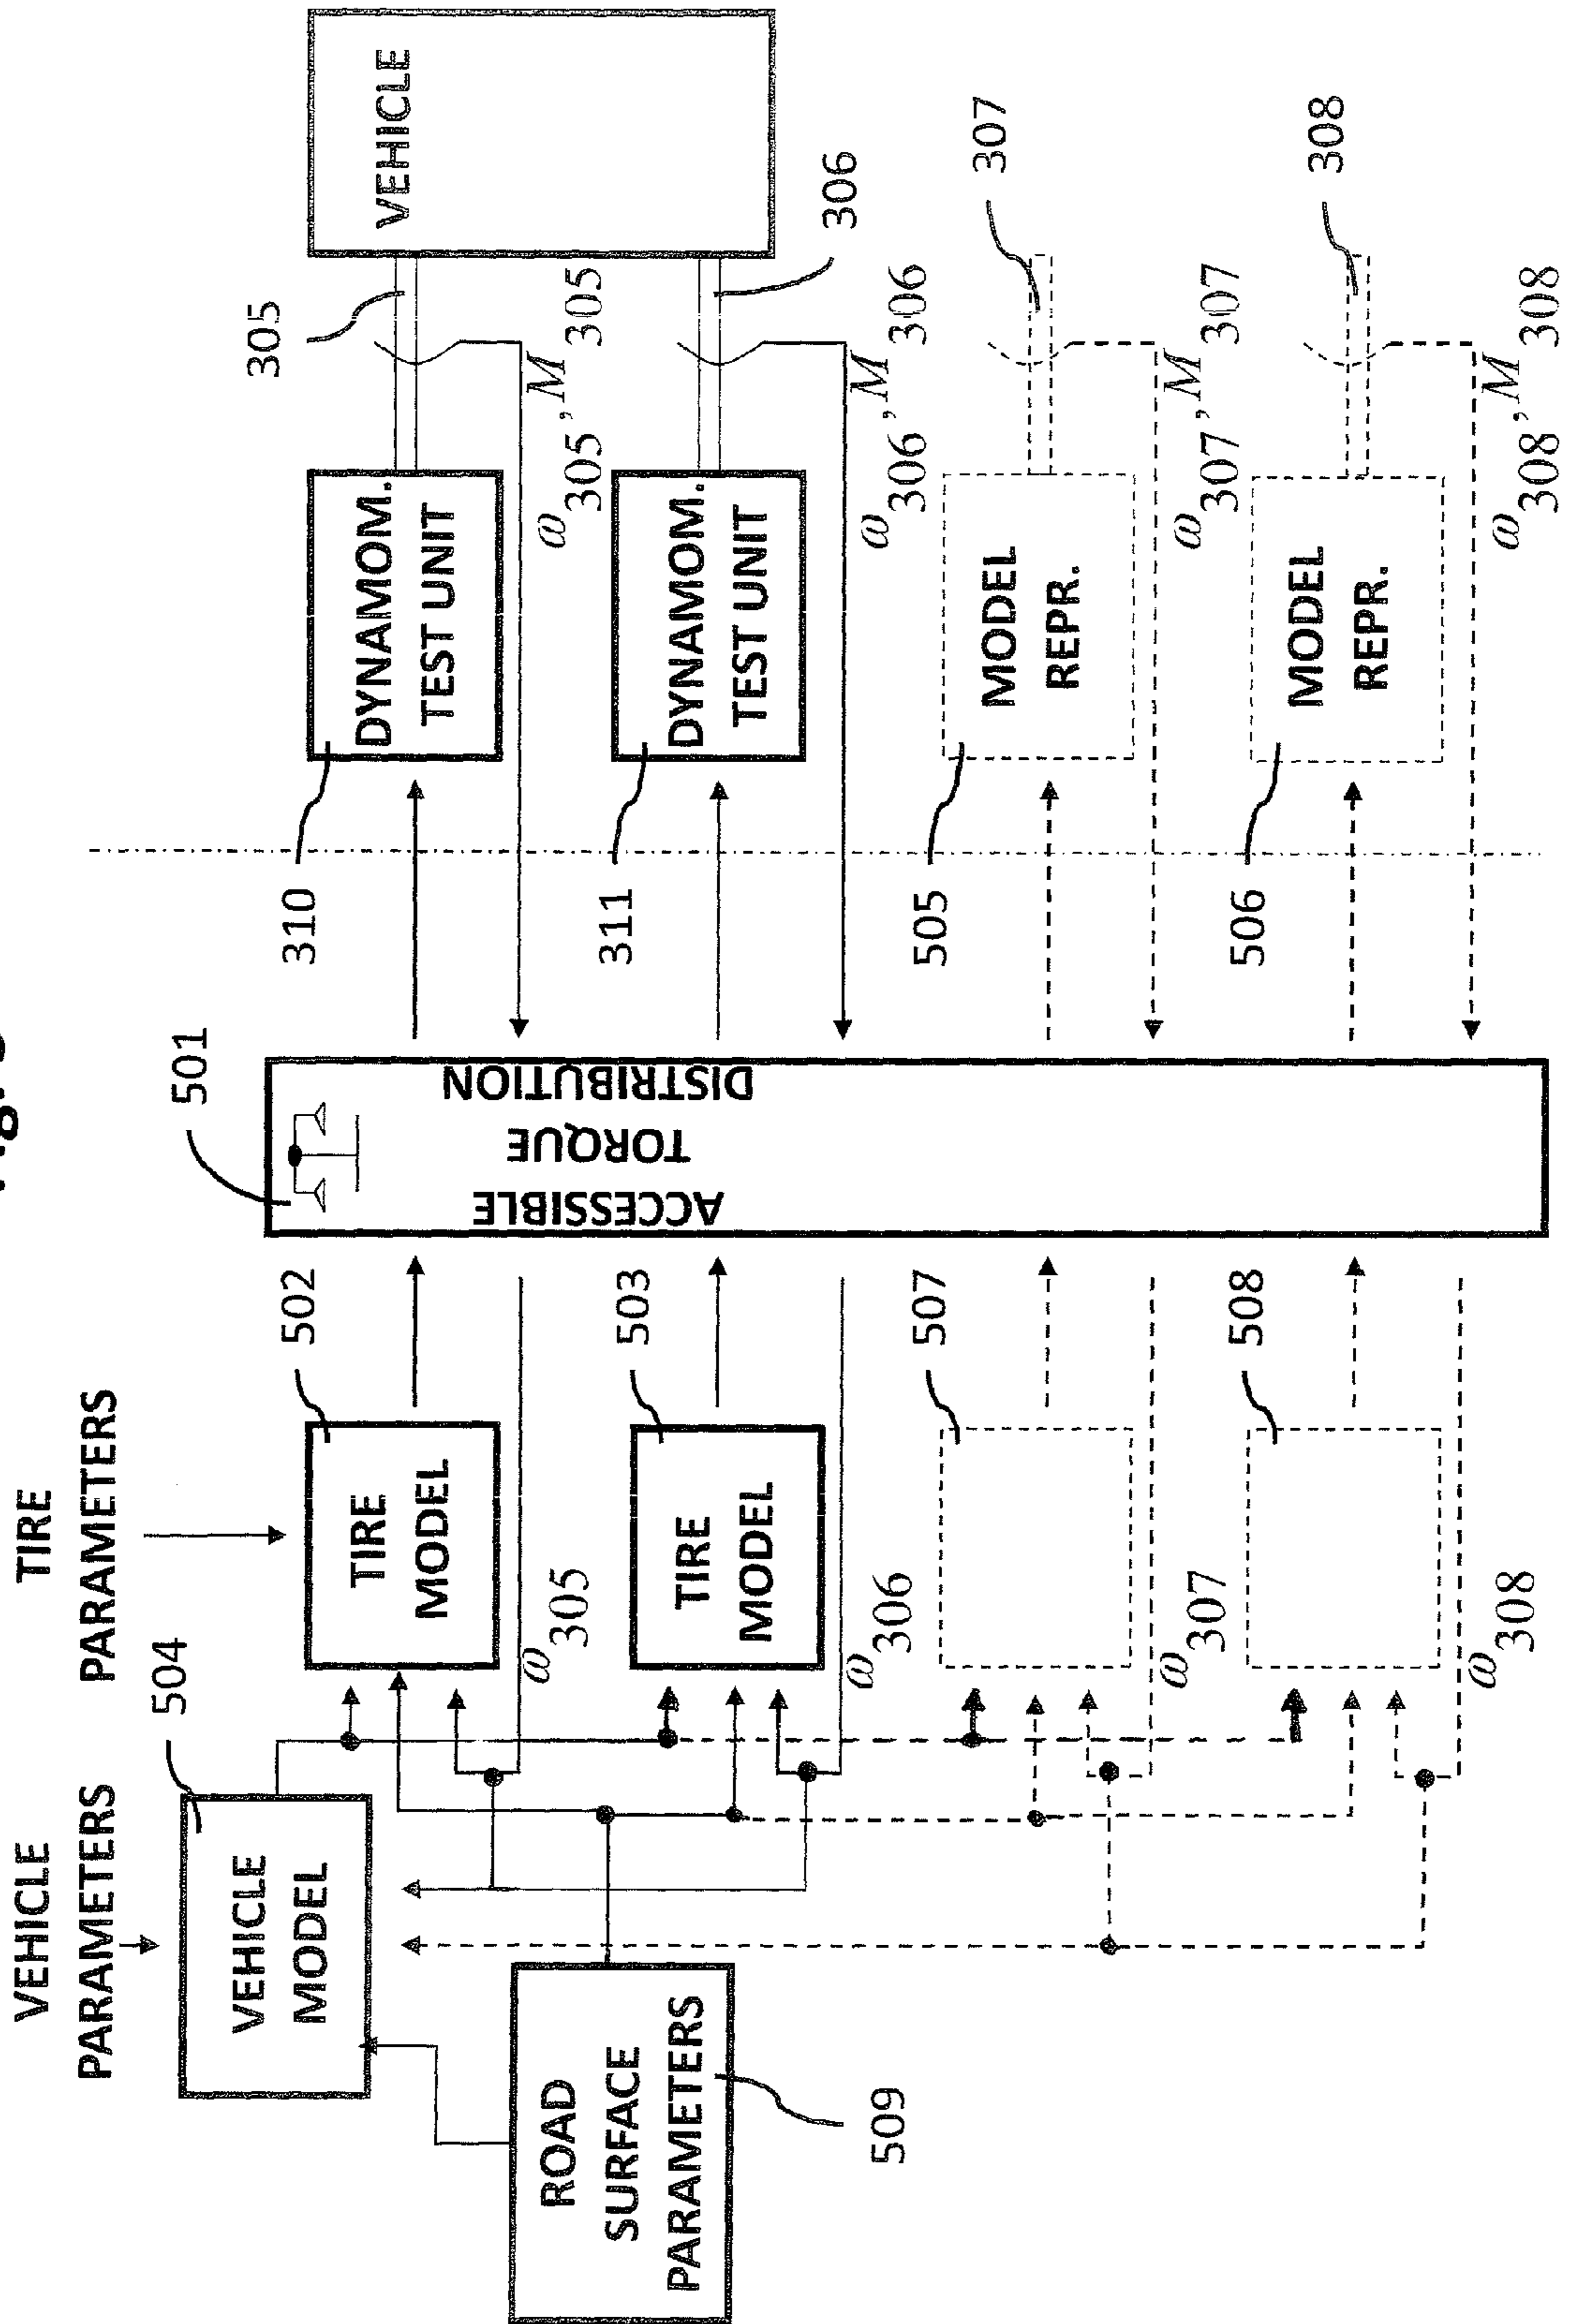 VEHICLE
PARAMETERS
TIRE
PARAMETERS
504
VEHICLE
MODEL
501
305
VEHICLE
502
310
TIRE
MODEL
DYNAMOM.
TEST UNIT
305
ω305
ω305, M305
ACCESSIBLE
TORQUE
DISTRIBUTION
ROAD
SURFACE
PARAMETERS
509
503
311
TIRE
MODEL
DYNAMOM.
TEST UNIT
306
ω306
ω306, M306
507
505
MODEL
REPR.
307
ω307
ω307, M307
508
506
MODEL
REPR.
308
ω308
ω308, M308